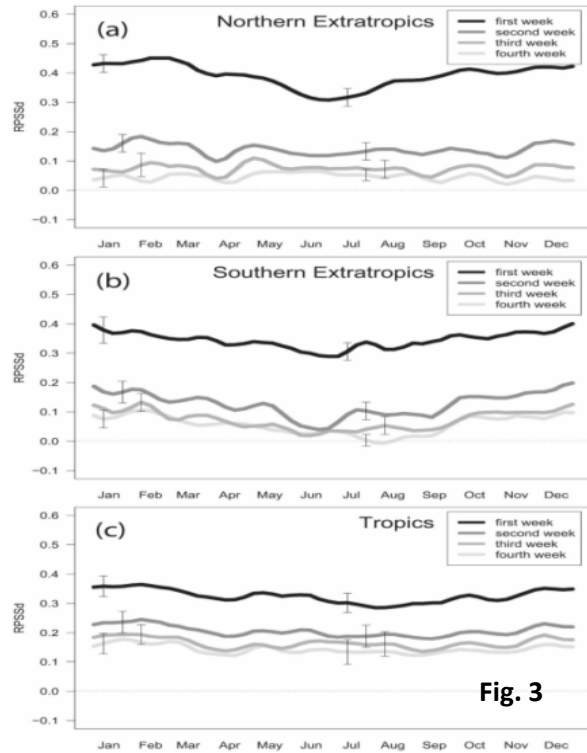 (a) Northern Extratropics
first week
second week
third week
fourth week
RPSSd
0.6
0.5
0.4
0.3
0.2
0.1
0.0
−0.1
Jan Feb Mar Apr May Jun Jul Aug Sep Oct Nov Dec
(b) Southern Extratropics
first week
second week
third week
fourth week
RPSSd
0.6
0.5
0.4
0.3
0.2
0.1
0.0
−0.1
Jan Feb Mar Apr May Jun Jul Aug Sep Oct Nov Dec
(c) Tropics
first week
second week
third week
fourth week
RPSSd
0.6
0.5
0.4
0.3
0.2
0.1
0.0
−0.1
Jan Feb Mar Apr May Jun Jul Aug Sep Oct Nov Dec
Fig. 3